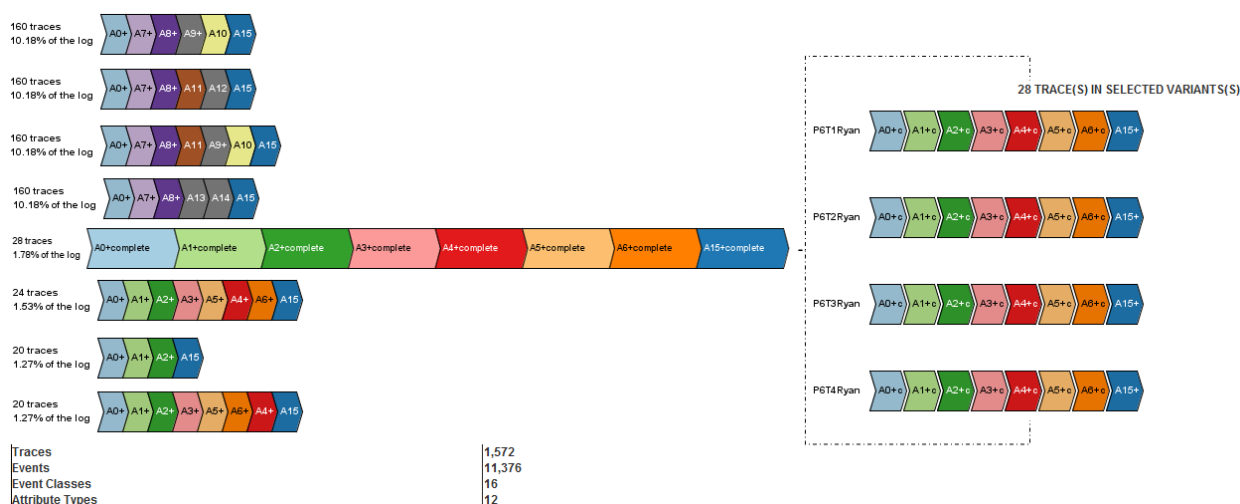 160 traces
10.18% of the log
A0+ A7+ A8+ A9+ A10 A15
160 traces
10.18% of the log
A0+ A7+ A8+ A11 A12 A15
160 traces
10.18% of the log
A0+ A7+ A8+ A11 A9+ A10 A15
160 traces
10.18% of the log
A0+ A7+ A8+ A13 A14 A15
28 traces
1.78% of the log
A0+complete A1+complete A2+complete A3+complete A4+complete A5+complete A6+complete A15+complete
24 traces
1.53% of the log
A0+ A1+ A2+ A3+ A5+ A4+ A6+ A15
20 traces
1.27% of the log
A0+ A1+ A2+ A15
20 traces
1.27% of the log
A0+ A1+ A2+ A3+ A5+ A6+ A4+ A15
28 TRACE(S) IN SELECTED VARIANTS(S)
P6T1Ryan A0+c A1+c A2+c A3+c A4+c A5+c A6+c A15+
P6T2Ryan A0+c A1+c A2+c A3+c A4+c A5+c A6+c A15+
P6T3Ryan A0+c A1+c A2+c A3+c A4+c A5+c A6+c A15+
P6T4Ryan A0+c A1+c A2+c A3+c A4+c A5+c A6+c A15+
Traces 1,572
Events 11,376
Event Classes 16
Attribute Types 12